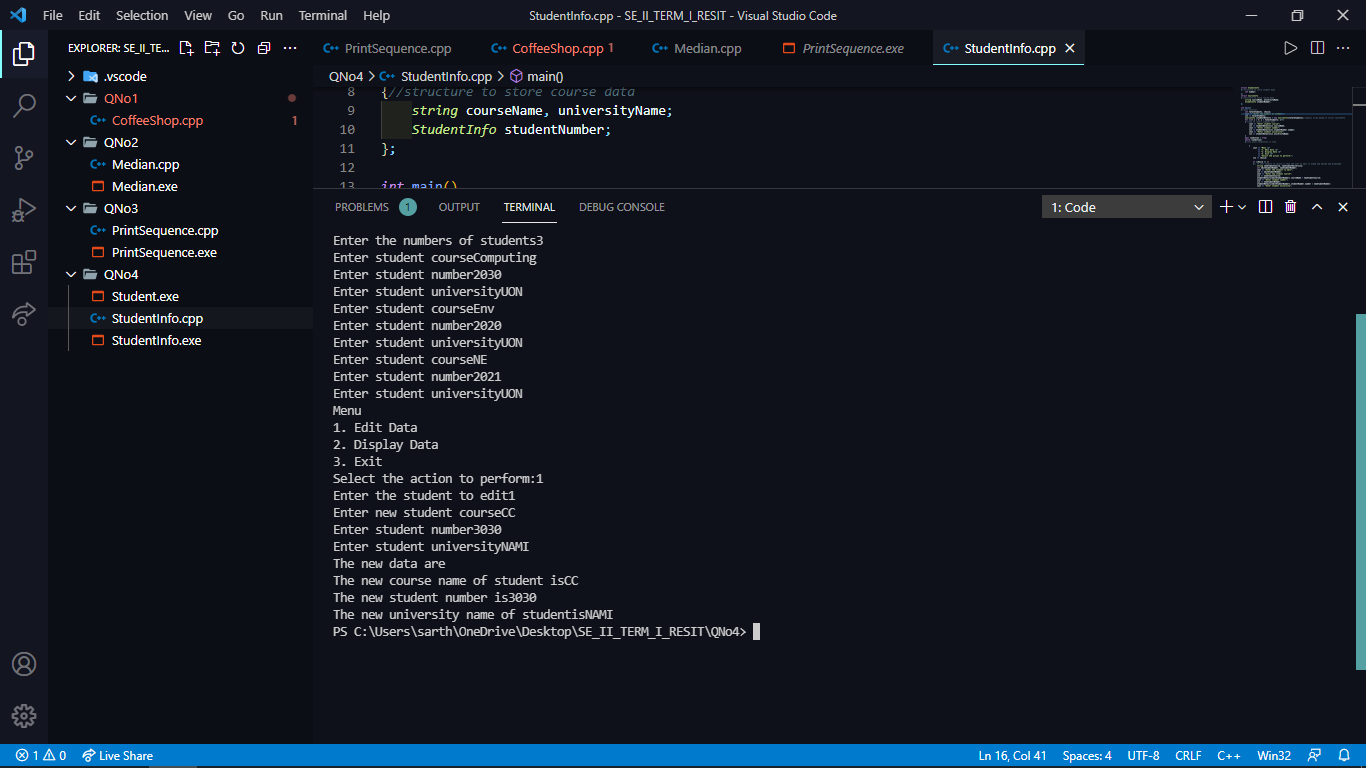 File Edit Selection View Go Run Terminal Help StudentInfo.cpp - SE_II_TERM_I_RESIT - Visual Studio Code
EXPLORER: SE_II_TE...
.vscode
QNo1
CoffeeShop.cpp 1
QNo2
Median.cpp
Median.exe
QNo3
PrintSequence.cpp
PrintSequence.exe
QNo4
Student.exe
StudentInfo.cpp
StudentInfo.exe
PrintSequence.cpp CoffeeShop.cpp 1 Median.cpp PrintSequence.exe StudentInfo.cpp
QNo4 > StudentInfo.cpp > main()
8 {//structure to store course data
9 string courseName, universityName;
10 StudentInfo studentNumber;
11 };
12
13 int main()
PROBLEMS 1 OUTPUT TERMINAL DEBUG CONSOLE 1: Code
Enter the numbers of students3
Enter student courseComputing
Enter student number2030
Enter student universityUON
Enter student courseEnv
Enter student number2020
Enter student universityUON
Enter student courseNE
Enter student number2021
Enter student universityUON
Menu
1. Edit Data
2. Display Data
3. Exit
Select the action to perform:1
Enter the student to edit1
Enter new student courseCC
Enter student number3030
Enter student universityNAMI
The new data are
The new course name of student isCC
The new student number is3030
The new university name of studentisNAMI
PS C:\Users\sarth\OneDrive\Desktop\SE_II_TERM_I_RESIT\QNo4>
1 0 Live Share Ln 16, Col 41 Spaces: 4 UTF-8 CRLF C++ Win32